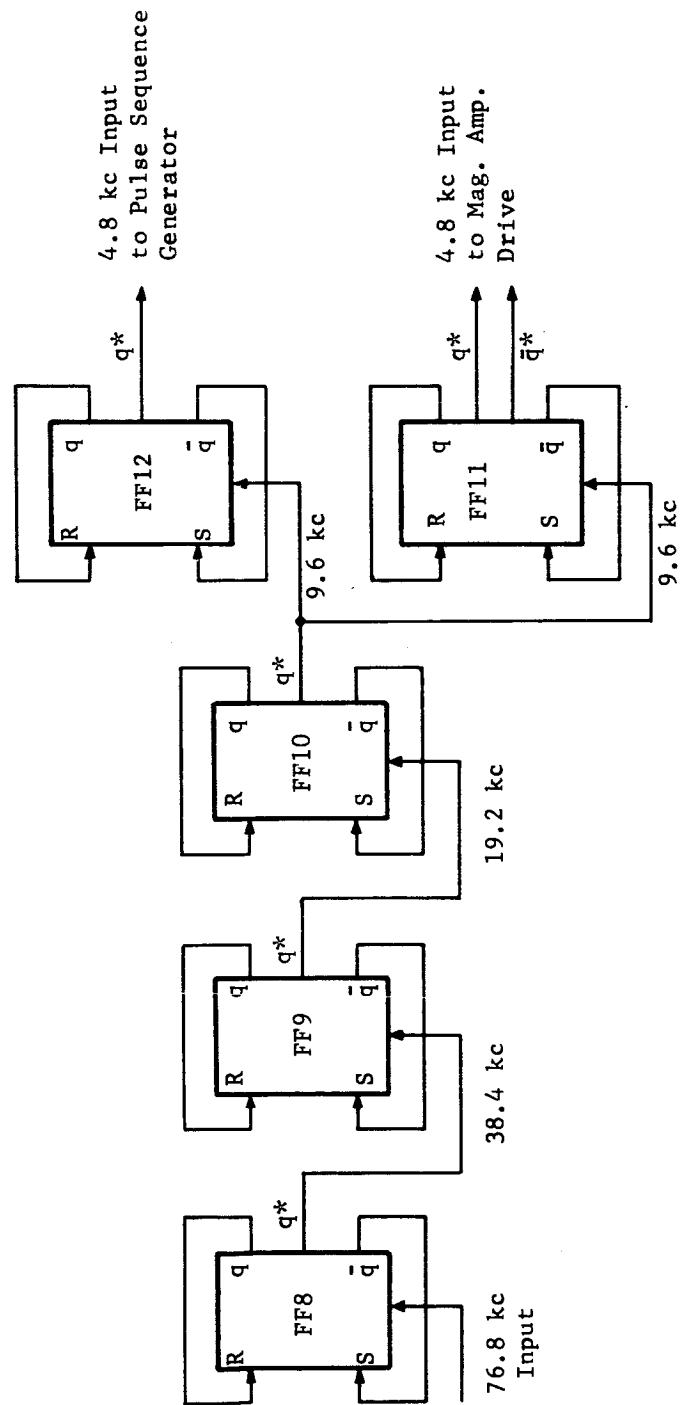 76.8 kc
Input
R
q
FF8
S
q̄
q*
38.4 kc
R
q
FF9
S
q̄
q*
19.2 kc
R
q
FF10
S
q̄
q*
9.6 kc
R
q
FF12
S
q̄
q*
4.8 kc Input
to Pulse Sequence
Generator
9.6 kc
R
q
FF11
S
q̄
q*
q̄*
4.8 kc Input
to Mag. Amp.
Drive